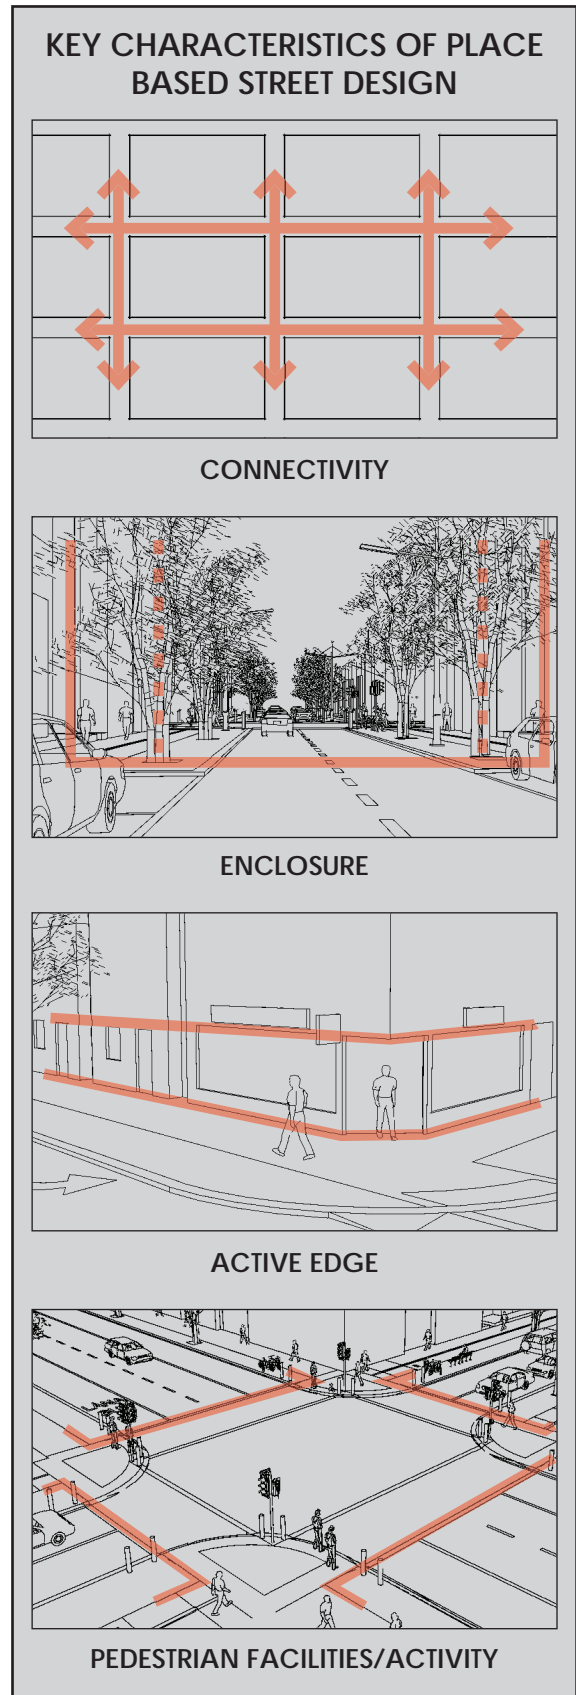 KEY CHARACTERISTICS OF PLACE
BASED STREET DESIGN
CONNECTIVITY
ENCLOSURE
ACTIVE EDGE
PEDESTRIAN FACILITIES/ACTIVITY